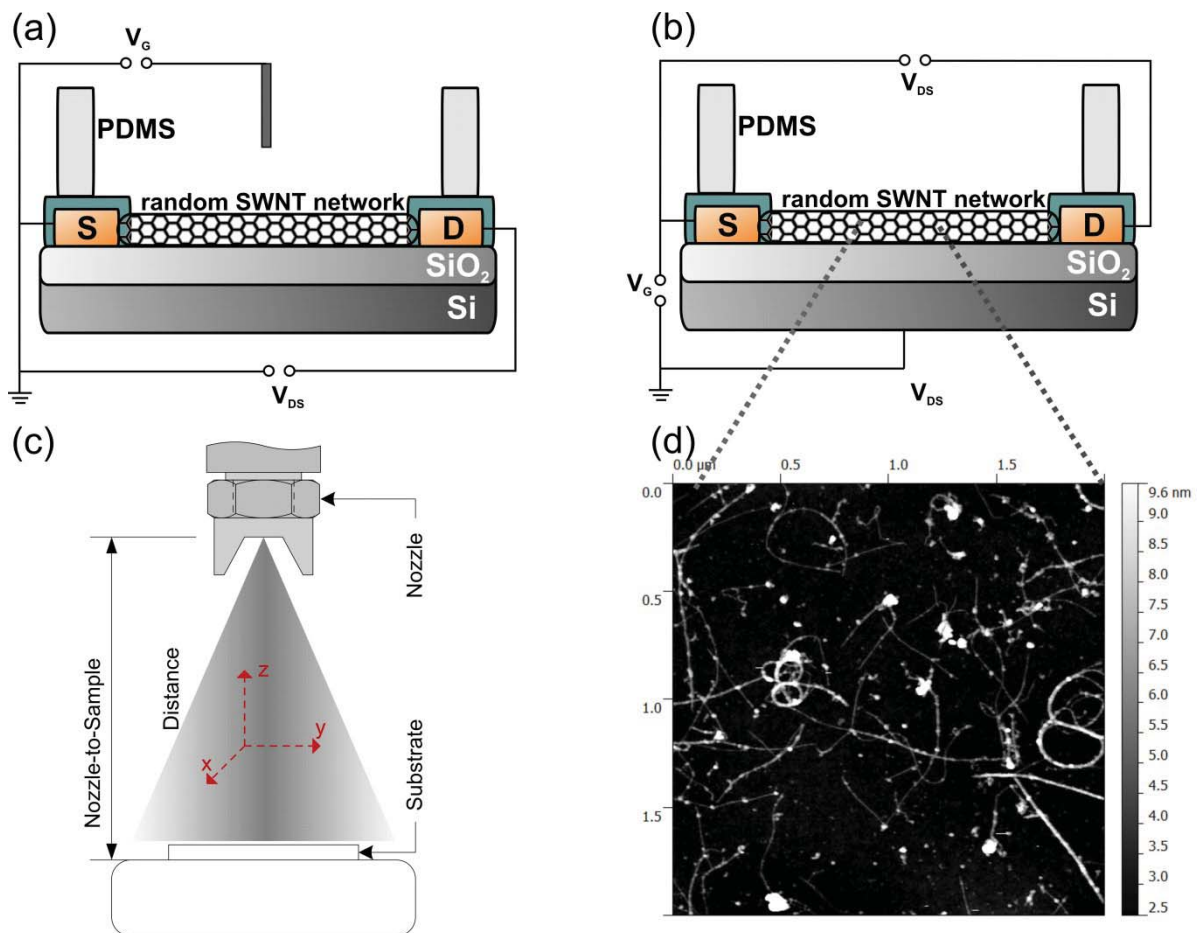 (a)
V_G
PDMS
random SWNT network
S
D
SiO2
Si
V_DS
(b)
V_DS
PDMS
random SWNT network
S
D
SiO2
Si
V_G
V_DS
(c)
Nozzle
Nozzle-to-Sample
Distance
z
y
x
Substrate
(d)
0.0 μm
0.5
1.0
1.5
0.0
0.5
1.0
1.5
9.6 nm
9.0
8.5
8.0
7.5
7.0
6.5
6.0
5.5
5.0
4.5
4.0
3.5
3.0
2.5